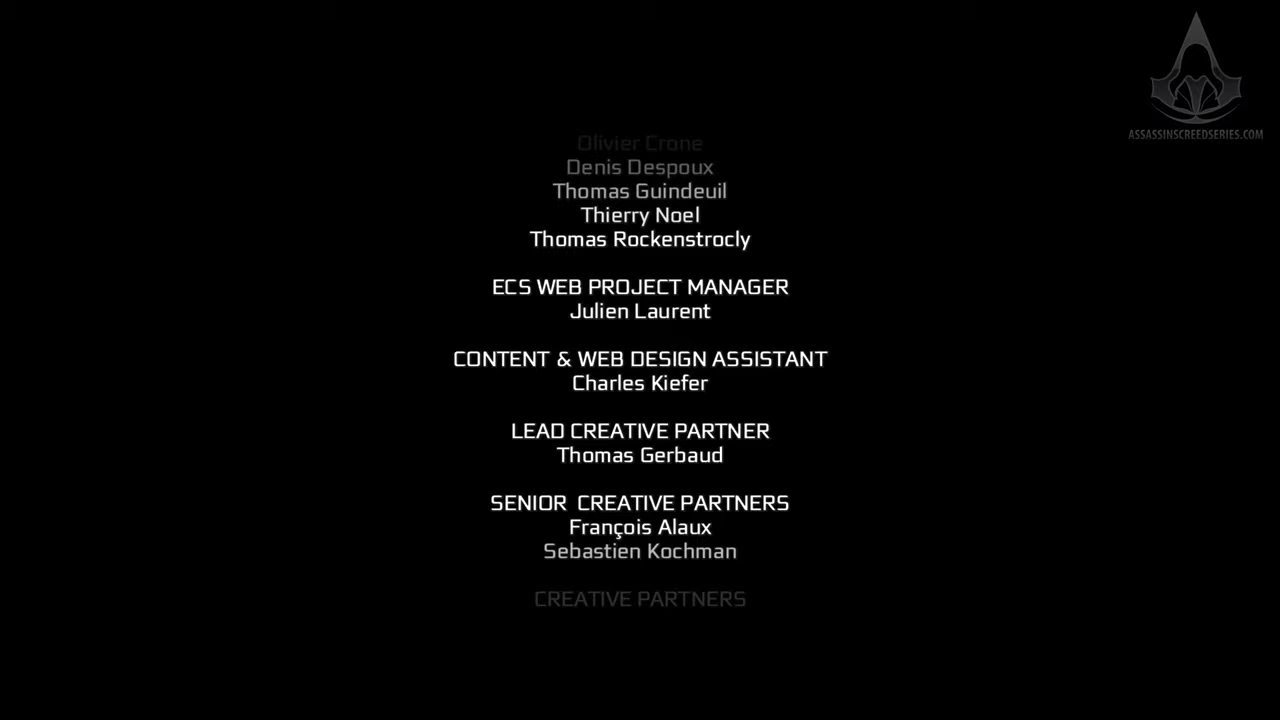 ASSASSINSCREEDSERIES.COM
Olivier Crone
Denis Despoux
Thomas Guindeuil
Thierry Noel
Thomas Rockenstrocly
ECS WEB PROJECT MANAGER
Julien Laurent
CONTENT & WEB DESIGN ASSISTANT
Charles Kiefer
LEAD CREATIVE PARTNER
Thomas Gerbaud
SENIOR CREATIVE PARTNERS
François Alaux
Sebastien Kochman
CREATIVE PARTNERS